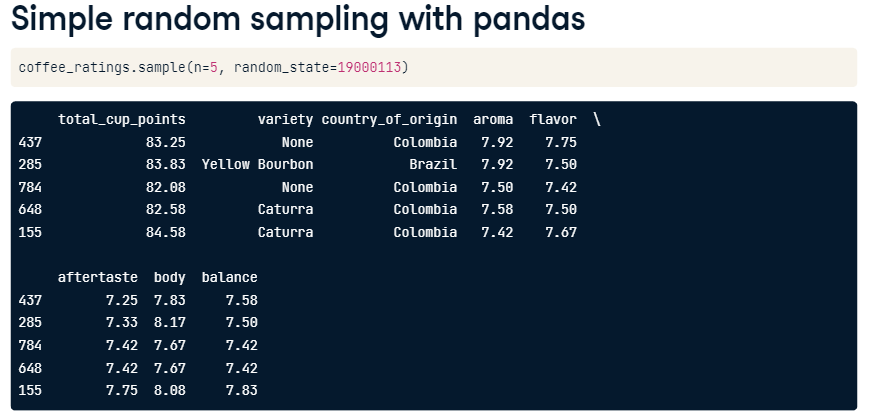 Simple random sampling with pandas
coffee_ratings.sample(n=5, random_state=19000113)
     total_cup_points         variety country_of_origin  aroma  flavor  \
437             83.25            None          Colombia   7.92    7.75
285             83.83  Yellow Bourbon            Brazil   7.92    7.50
784             82.08            None          Colombia   7.50    7.42
648             82.58         Caturra          Colombia   7.58    7.50
155             84.58         Caturra          Colombia   7.42    7.67
     aftertaste  body  balance
437        7.25  7.83     7.58
285        7.33  8.17     7.50
784        7.42  7.67     7.42
648        7.42  7.67     7.42
155        7.75  8.08     7.83